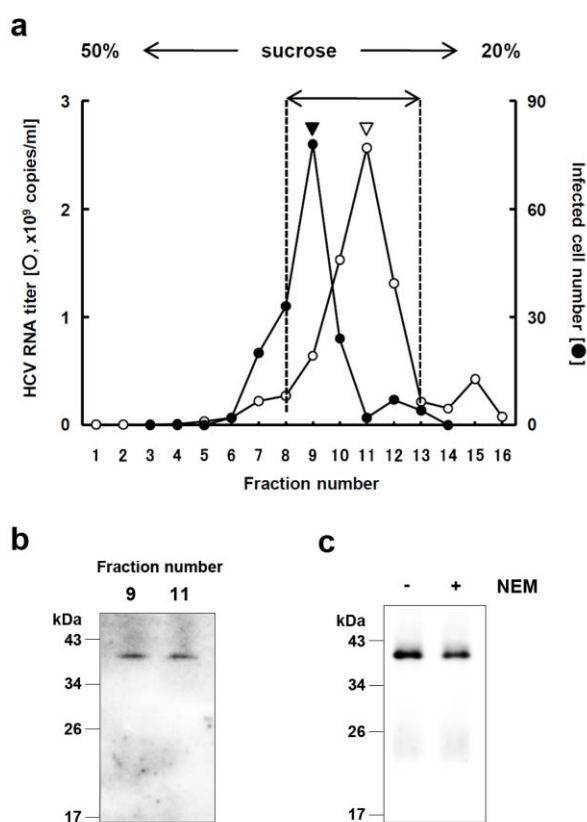 a
50% sucrose 20%
HCV RNA titer [○, x10⁹ copies/ml]
3
2
1
0
90
60
30
0
Infected cell number [●]
1 2 3 4 5 6 7 8 9 10 11 12 13 14 15 16
Fraction number
b
Fraction number
9 11
kDa
43
34
26
17
c
- + NEM
kDa
43
34
26
17